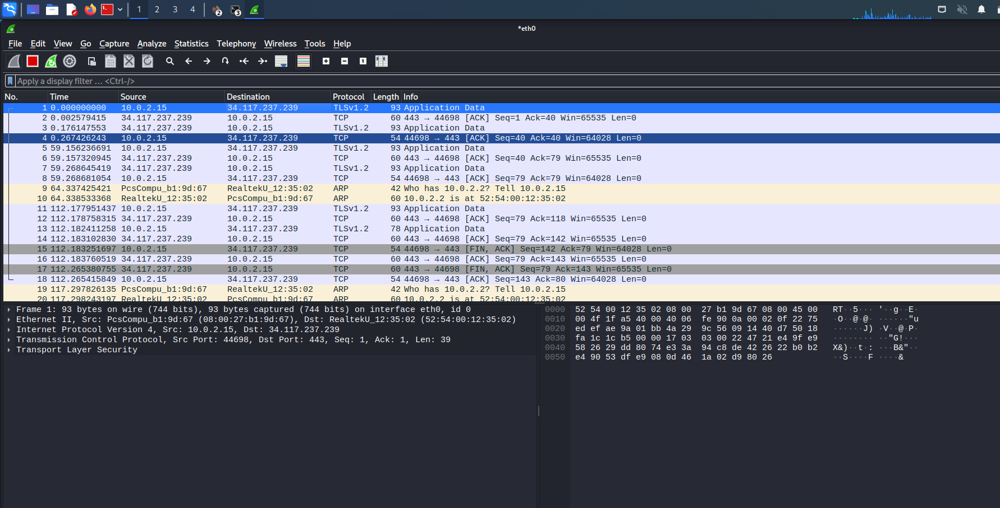 1 2 3 4 2 3
*eth0
File Edit View Go Capture Analyze Statistics Telephony Wireless Tools Help
Apply a display filter … <Ctrl-/>
No. Time Source Destination Protocol Length Info
1 0.000000000 10.0.2.15 34.117.237.239 TLSv1.2 93 Application Data
2 0.002579415 34.117.237.239 10.0.2.15 TCP 60 443 → 44698 [ACK] Seq=1 Ack=40 Win=65535 Len=0
3 0.176147553 34.117.237.239 10.0.2.15 TLSv1.2 93 Application Data
4 0.267426243 10.0.2.15 34.117.237.239 TCP 54 44698 → 443 [ACK] Seq=40 Ack=40 Win=64028 Len=0
5 59.156236691 10.0.2.15 34.117.237.239 TLSv1.2 93 Application Data
6 59.157320945 34.117.237.239 10.0.2.15 TCP 60 443 → 44698 [ACK] Seq=40 Ack=79 Win=65535 Len=0
7 59.268645419 34.117.237.239 10.0.2.15 TLSv1.2 93 Application Data
8 59.268681054 10.0.2.15 34.117.237.239 TCP 54 44698 → 443 [ACK] Seq=79 Ack=79 Win=64028 Len=0
9 64.337425421 PcsCompu_b1:9d:67 RealtekU_12:35:02 ARP 42 Who has 10.0.2.2? Tell 10.0.2.15
10 64.338533368 RealtekU_12:35:02 PcsCompu_b1:9d:67 ARP 60 10.0.2.2 is at 52:54:00:12:35:02
11 112.177951437 10.0.2.15 34.117.237.239 TLSv1.2 93 Application Data
12 112.178758315 34.117.237.239 10.0.2.15 TCP 60 443 → 44698 [ACK] Seq=79 Ack=118 Win=65535 Len=0
13 112.182411258 10.0.2.15 34.117.237.239 TLSv1.2 78 Application Data
14 112.183102830 34.117.237.239 10.0.2.15 TCP 60 443 → 44698 [ACK] Seq=79 Ack=142 Win=65535 Len=0
15 112.183251697 10.0.2.15 34.117.237.239 TCP 54 44698 → 443 [FIN, ACK] Seq=142 Ack=79 Win=64028 Len=0
16 112.183760519 34.117.237.239 10.0.2.15 TCP 60 443 → 44698 [ACK] Seq=79 Ack=143 Win=65535 Len=0
17 112.265380755 34.117.237.239 10.0.2.15 TCP 60 443 → 44698 [FIN, ACK] Seq=79 Ack=143 Win=65535 Len=0
18 112.265415849 10.0.2.15 34.117.237.239 TCP 54 44698 → 443 [ACK] Seq=143 Ack=80 Win=64028 Len=0
19 117.297826135 PcsCompu_b1:9d:67 RealtekU_12:35:02 ARP 42 Who has 10.0.2.2? Tell 10.0.2.15
20 117.298243197 RealtekU_12:35:02 PcsCompu_b1:9d:67 ARP 60 10.0.2.2 is at 52:54:00:12:35:02
Frame 1: 93 bytes on wire (744 bits), 93 bytes captured (744 bits) on interface eth0, id 0
Ethernet II, Src: PcsCompu_b1:9d:67 (08:00:27:b1:9d:67), Dst: RealtekU_12:35:02 (52:54:00:12:35:02)
Internet Protocol Version 4, Src: 10.0.2.15, Dst: 34.117.237.239
Transmission Control Protocol, Src Port: 44698, Dst Port: 443, Seq: 1, Ack: 1, Len: 39
Transport Layer Security
0000 52 54 00 12 35 02 08 00 27 b1 9d 67 08 00 45 00 RT··5··· '··g··E·
0010 00 4f 1f a5 40 00 40 06 fe 90 0a 00 02 0f 22 75 ·O··@·@· ······"u
0020 ed ef ae 9a 01 bb 4a 29 9c 56 09 14 40 d7 50 18 ······J) ·V··@·P·
0030 fa 1c 1c b5 00 00 17 03 03 00 22 47 21 e4 9f e9 ········ ··"G!···
0040 58 26 29 dd 80 74 e3 3a 94 c8 de 42 26 22 b0 b2 X&)··t·: ···B&"··
0050 e4 90 53 df e9 08 0d 46 1a 02 d9 80 26 ··S····F ····&